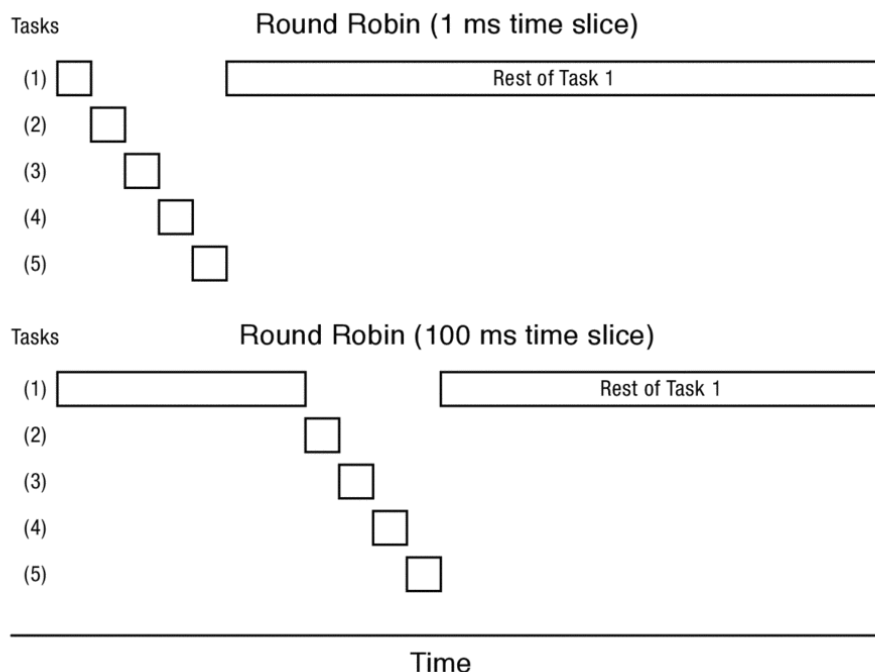 Tasks Round Robin (1 ms time slice)
(1) Rest of Task 1
(2)
(3)
(4)
(5)
Tasks Round Robin (100 ms time slice)
(1) Rest of Task 1
(2)
(3)
(4)
(5)
Time